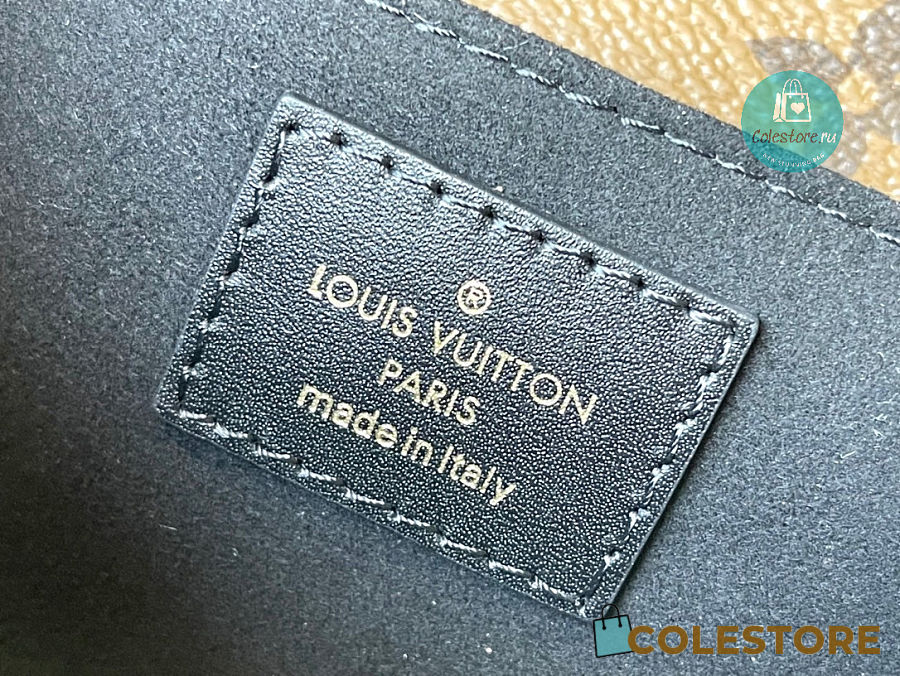 Colestore.ru
®
LOUIS VUITTON
PARIS
made in Italy
COLESTORE